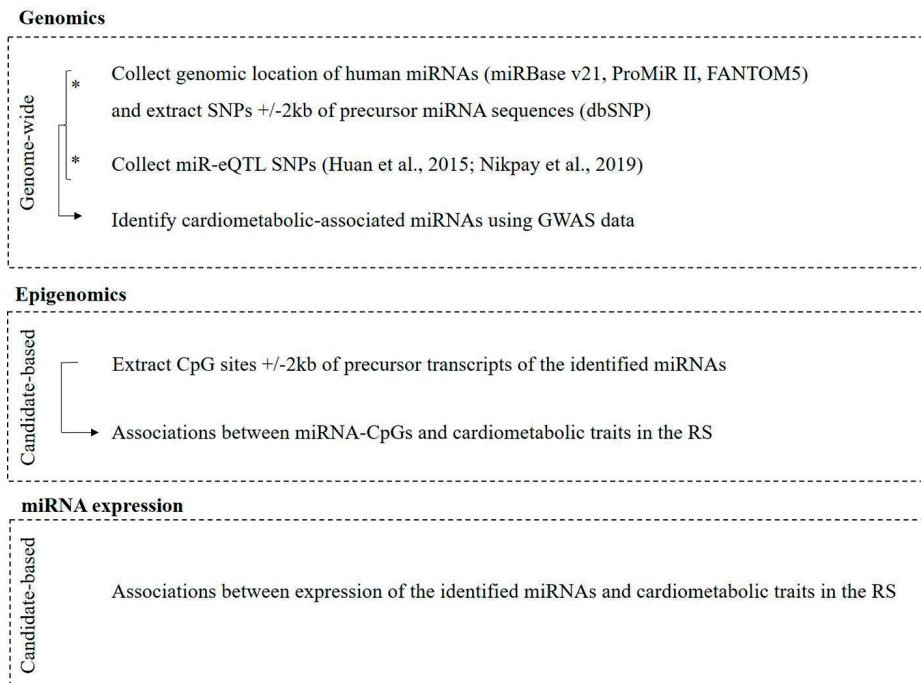 Genomics
Genome-wide
* Collect genomic location of human miRNAs (miRBase v21, ProMiR II, FANTOM5)
and extract SNPs +/-2kb of precursor miRNA sequences (dbSNP)
* Collect miR-eQTL SNPs (Huan et al., 2015; Nikpay et al., 2019)
Identify cardiometabolic-associated miRNAs using GWAS data
Epigenomics
Candidate-based
Extract CpG sites +/-2kb of precursor transcripts of the identified miRNAs
Associations between miRNA-CpGs and cardiometabolic traits in the RS
miRNA expression
Candidate-based
Associations between expression of the identified miRNAs and cardiometabolic traits in the RS